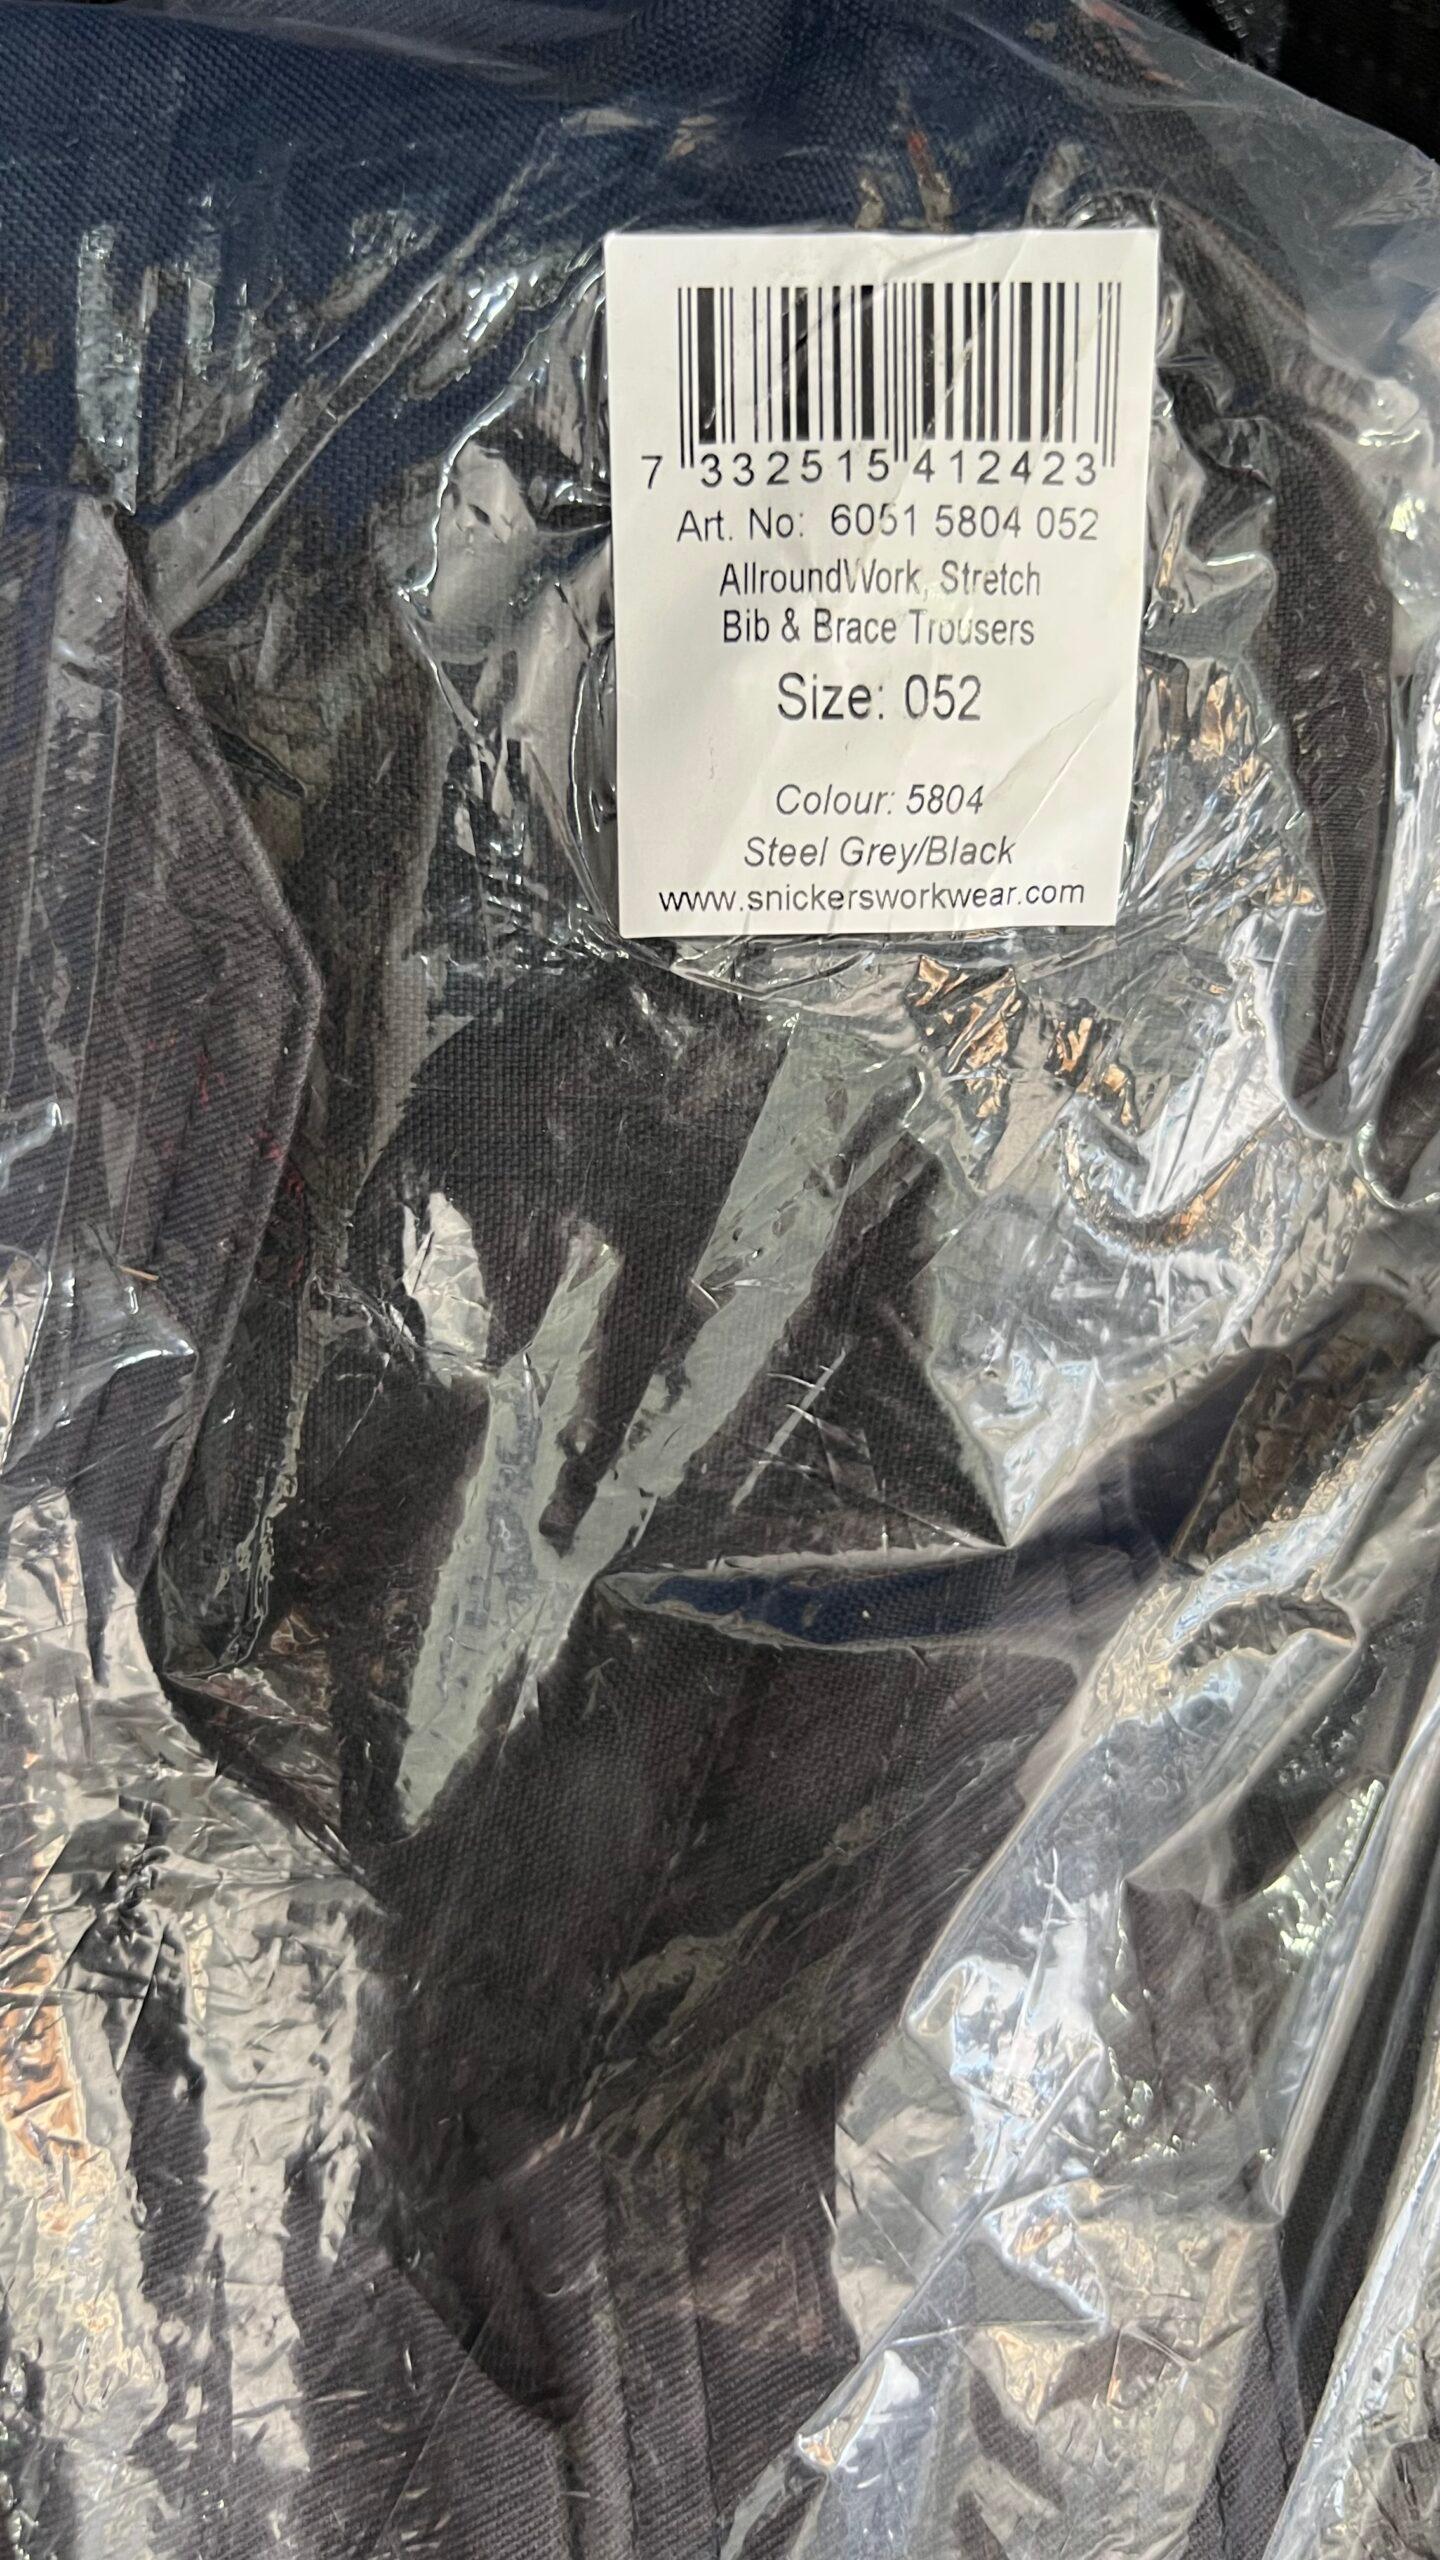 7 332515 412423
Art. No: 6051 5804 052
AllroundWork, Stretch
Bib & Brace Trousers
Size: 052
Colour: 5804
Steel Grey/Black
www.snickersworkwear.com